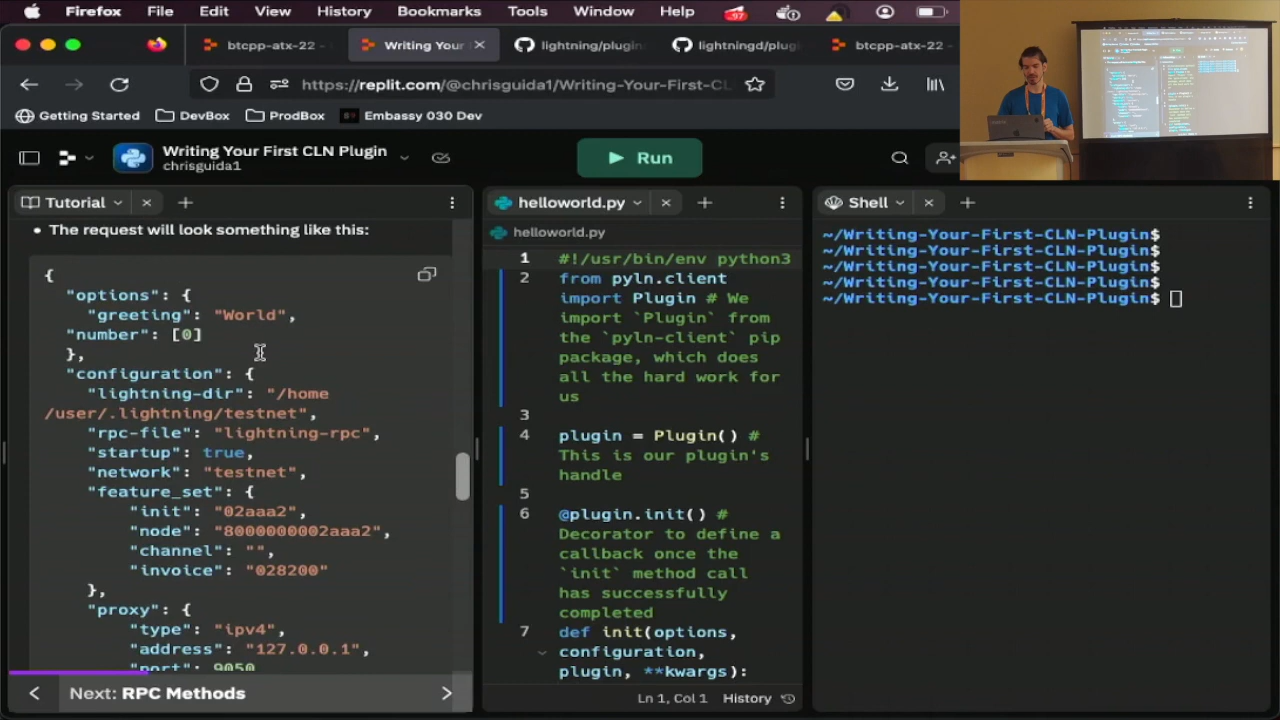 Firefox File Edit View History Bookmarks Tools Window Help 97
btcpp-atx-22 - Writing Your lightning/plugin lightningd/plug btcpp-atx-22 -
https://replit.com/@chrisguida1/Writing-Your-First-CL
Getting Started DevBox ProdBox Embassy
Writing Your First CLN Plugin
chrisguida1
Run
Tutorial
The request will look something like this:
{
"options": {
"greeting": "World",
"number": [0]
},
"configuration": {
"lightning-dir": "/home
/user/.lightning/testnet",
"rpc-file": "lightning-rpc",
"startup": true,
"network": "testnet",
"feature_set": {
"init": "02aaa2",
"node": "8000000002aaa2",
"channel": "",
"invoice": "028200"
},
"proxy": {
"type": "ipv4",
"address": "127.0.0.1",
"port": 9050
Next: RPC Methods
helloworld.py
helloworld.py
1 #!/usr/bin/env python3
2 from pyln.client
import Plugin # We
import `Plugin` from
the `pyln-client` pip
package, which does
all the hard work for
us
3
4 plugin = Plugin() #
This is our plugin's
handle
5
6 @plugin.init() #
Decorator to define a
callback once the
`init` method call
has successfully
completed
7 def init(options,
configuration,
plugin, **kwargs):
Ln 1, Col 1 History
Shell
~/Writing-Your-First-CLN-Plugin$
~/Writing-Your-First-CLN-Plugin$
~/Writing-Your-First-CLN-Plugin$
~/Writing-Your-First-CLN-Plugin$
~/Writing-Your-First-CLN-Plugin$